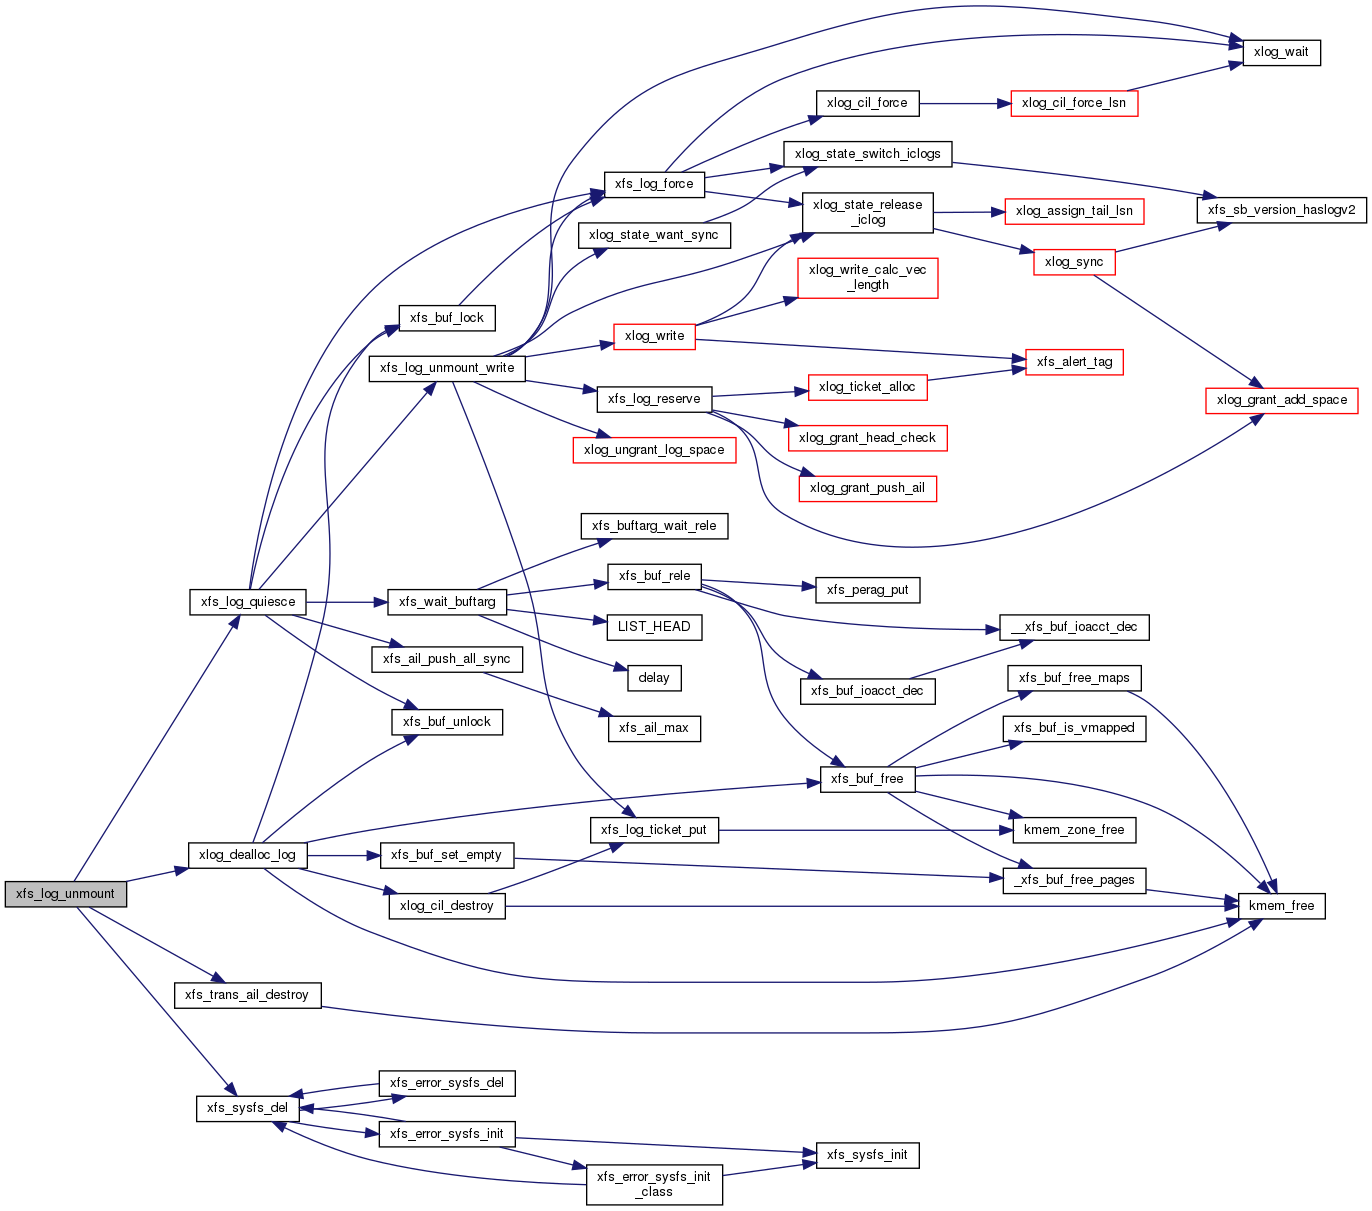 xlog_wait
xlog_cil_force
xlog_cil_force_lsn
xlog_state_switch_iclogs
xfs_log_force
xlog_state_release
_iclog
xlog_assign_tail_lsn
xfs_sb_version_haslogv2
xlog_state_want_sync
xlog_sync
xlog_write_calc_vec
_length
xfs_buf_lock
xlog_write
xfs_log_unmount_write
xfs_alert_tag
xlog_ticket_alloc
xfs_log_reserve
xlog_grant_add_space
xlog_grant_head_check
xlog_ungrant_log_space
xlog_grant_push_ail
xfs_buftarg_wait_rele
xfs_buf_rele
xfs_perag_put
xfs_log_quiesce
xfs_wait_buftarg
LIST_HEAD
__xfs_buf_ioacct_dec
xfs_ail_push_all_sync
delay
xfs_buf_free_maps
xfs_buf_ioacct_dec
xfs_buf_unlock
xfs_ail_max
xfs_buf_is_vmapped
xfs_buf_free
xfs_log_ticket_put
kmem_zone_free
xlog_dealloc_log
xfs_buf_set_empty
_xfs_buf_free_pages
xfs_log_unmount
xlog_cil_destroy
kmem_free
xfs_trans_ail_destroy
xfs_error_sysfs_del
xfs_sysfs_del
xfs_error_sysfs_init
xfs_sysfs_init
xfs_error_sysfs_init
_class